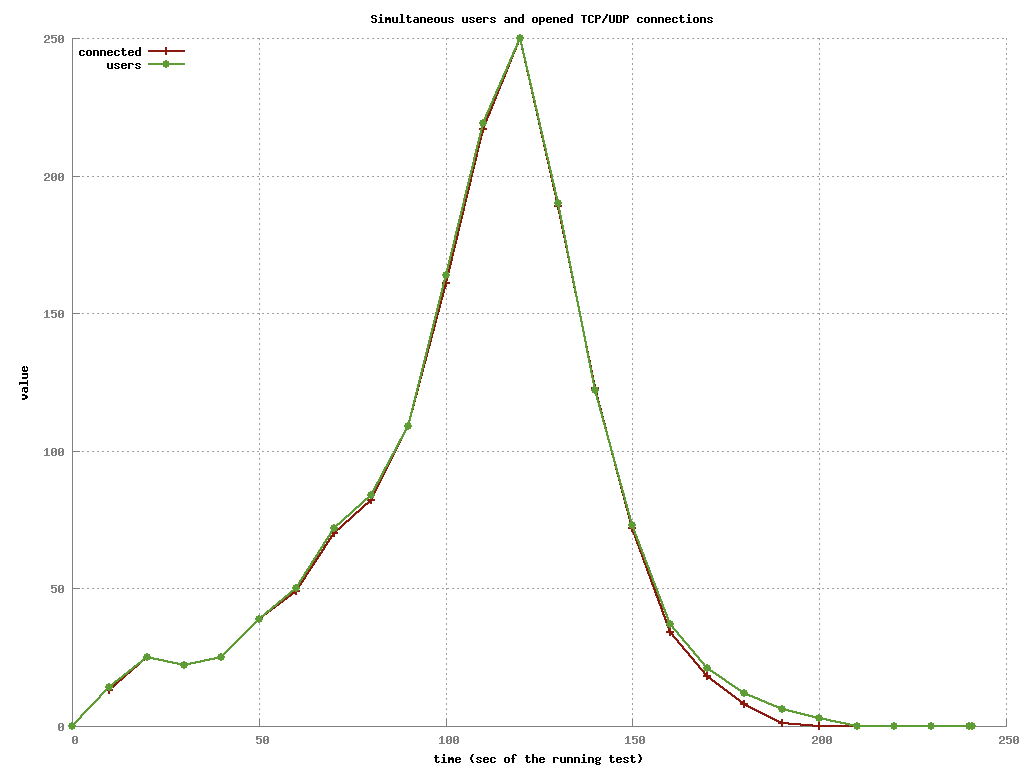 Simultaneous users and opened TCP/UDP connections
connected
users
250
200
150
100
50
0
value
0 50 100 150 200 250
time (sec of the running test)